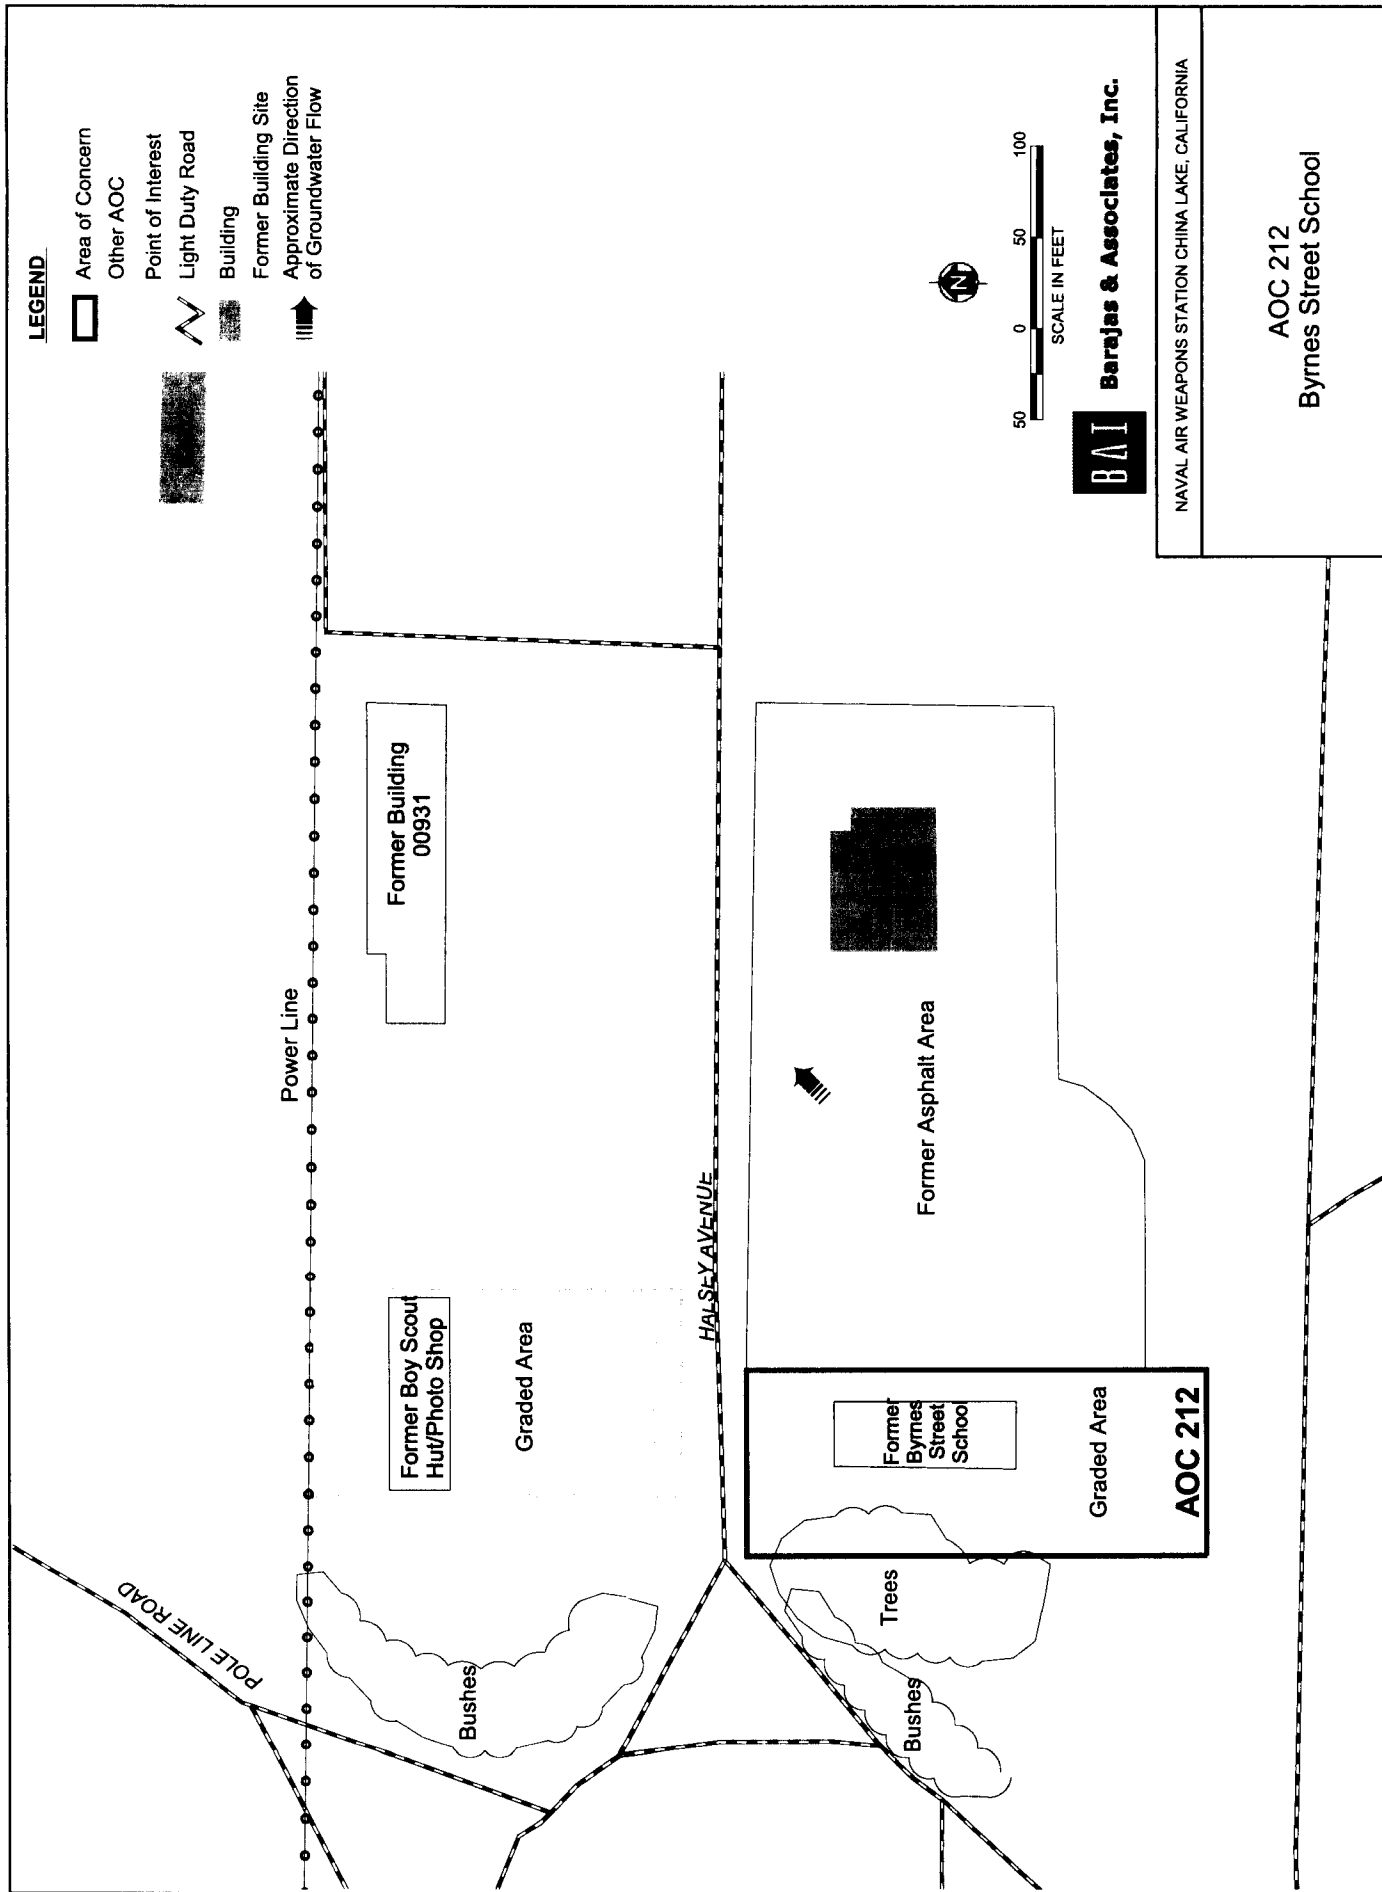 LEGEND
Area of Concern
Other AOC
Point of Interest
Light Duty Road
Building
Former Building Site
Approximate Direction
of Groundwater Flow
Power Line
POLE LINE ROAD
Former Building
00931
Former Boy Scout
Hut/Photo Shop
Graded Area
Bushes
HALSEY AVENUE
Former Asphalt Area
Former
Byrnes
Street
School
Graded Area
AOC 212
Trees
Bushes
N
50 0 50 100
SCALE IN FEET
BAI
Barajas & Associates, Inc.
NAVAL AIR WEAPONS STATION CHINA LAKE, CALIFORNIA
AOC 212
Byrnes Street School